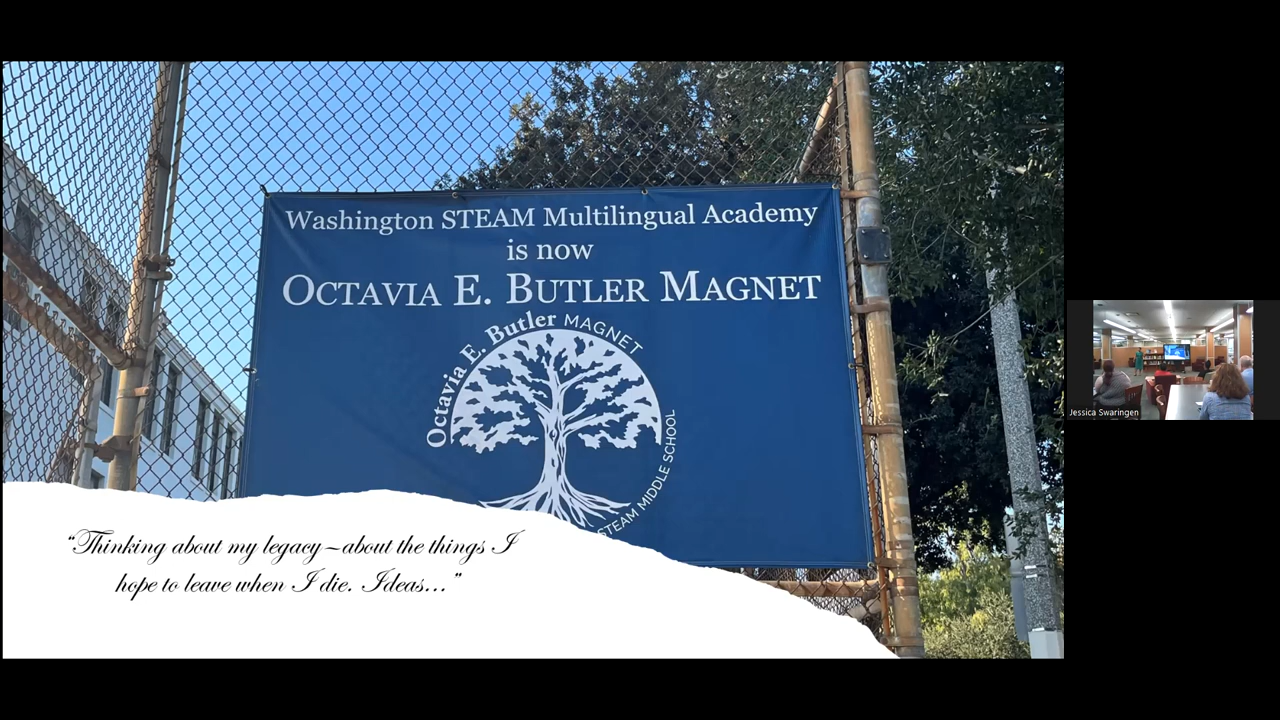 Washington STEAM Multilingual Academy
is now
OCTAVIA E. BUTLER MAGNET
Octavia E. Butler MAGNET
STEAM MIDDLE SCHOOL
“Thinking about my legacy–about the things I
hope to leave when I die. Ideas...”
Jessica Swaringen